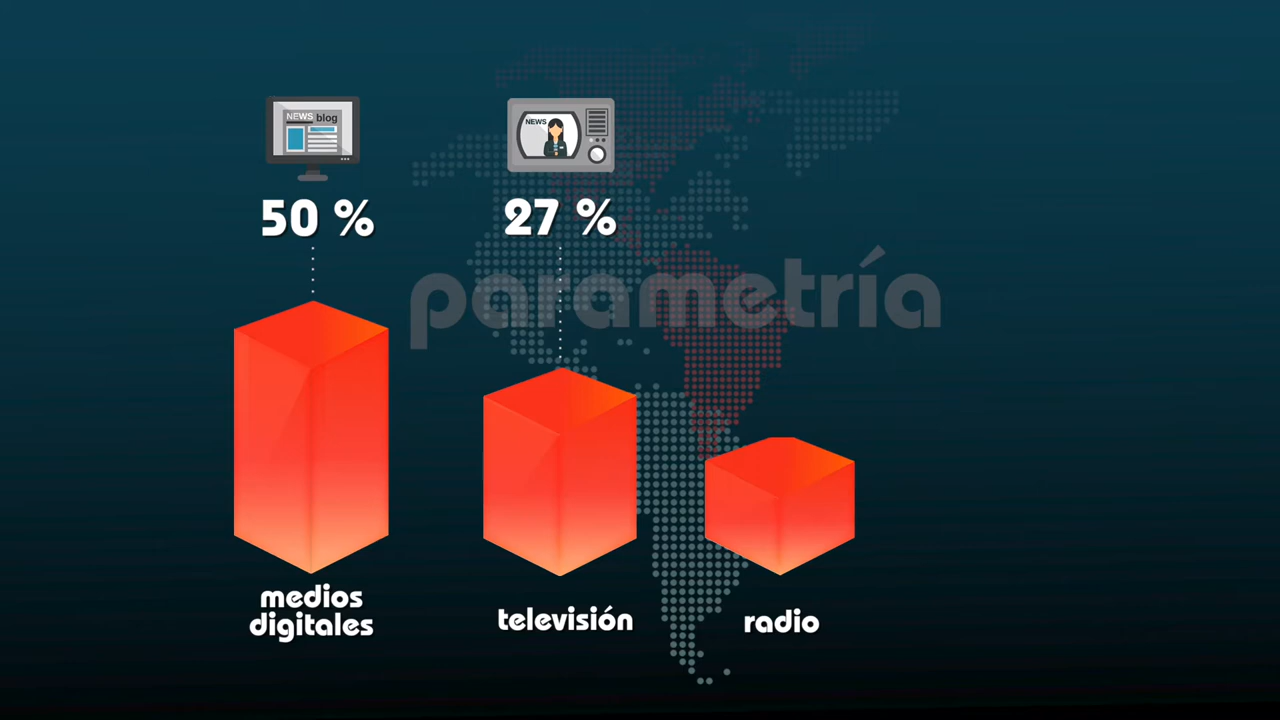 NEWS blog
NEWS
50 %
27 %
parametría
medios
digitales
televisión
radio